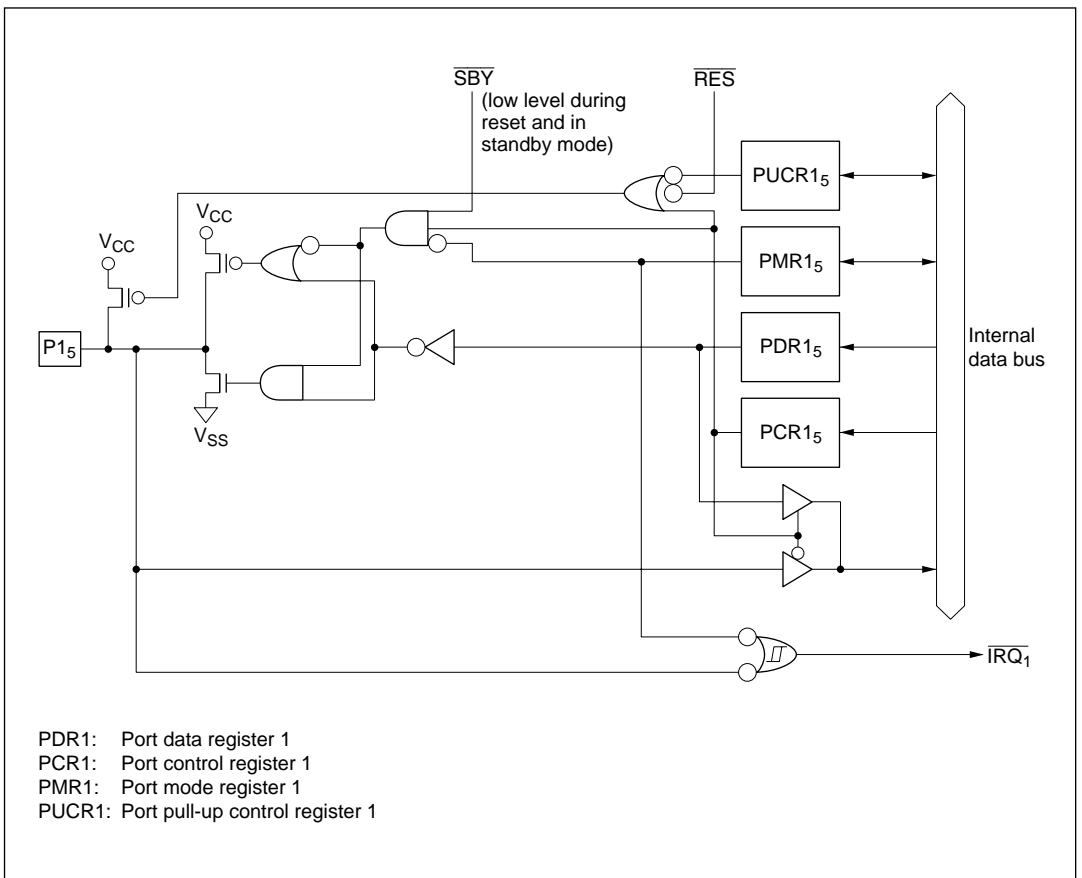 SBY
(low level during
reset and in
standby mode)
RES
PUCR1₅
VCC
VCC
PMR1₅
P1₅
PDR1₅
Internal
data bus
VSS
PCR1₅
IRQ₁
PDR1: Port data register 1
PCR1: Port control register 1
PMR1: Port mode register 1
PUCR1: Port pull-up control register 1